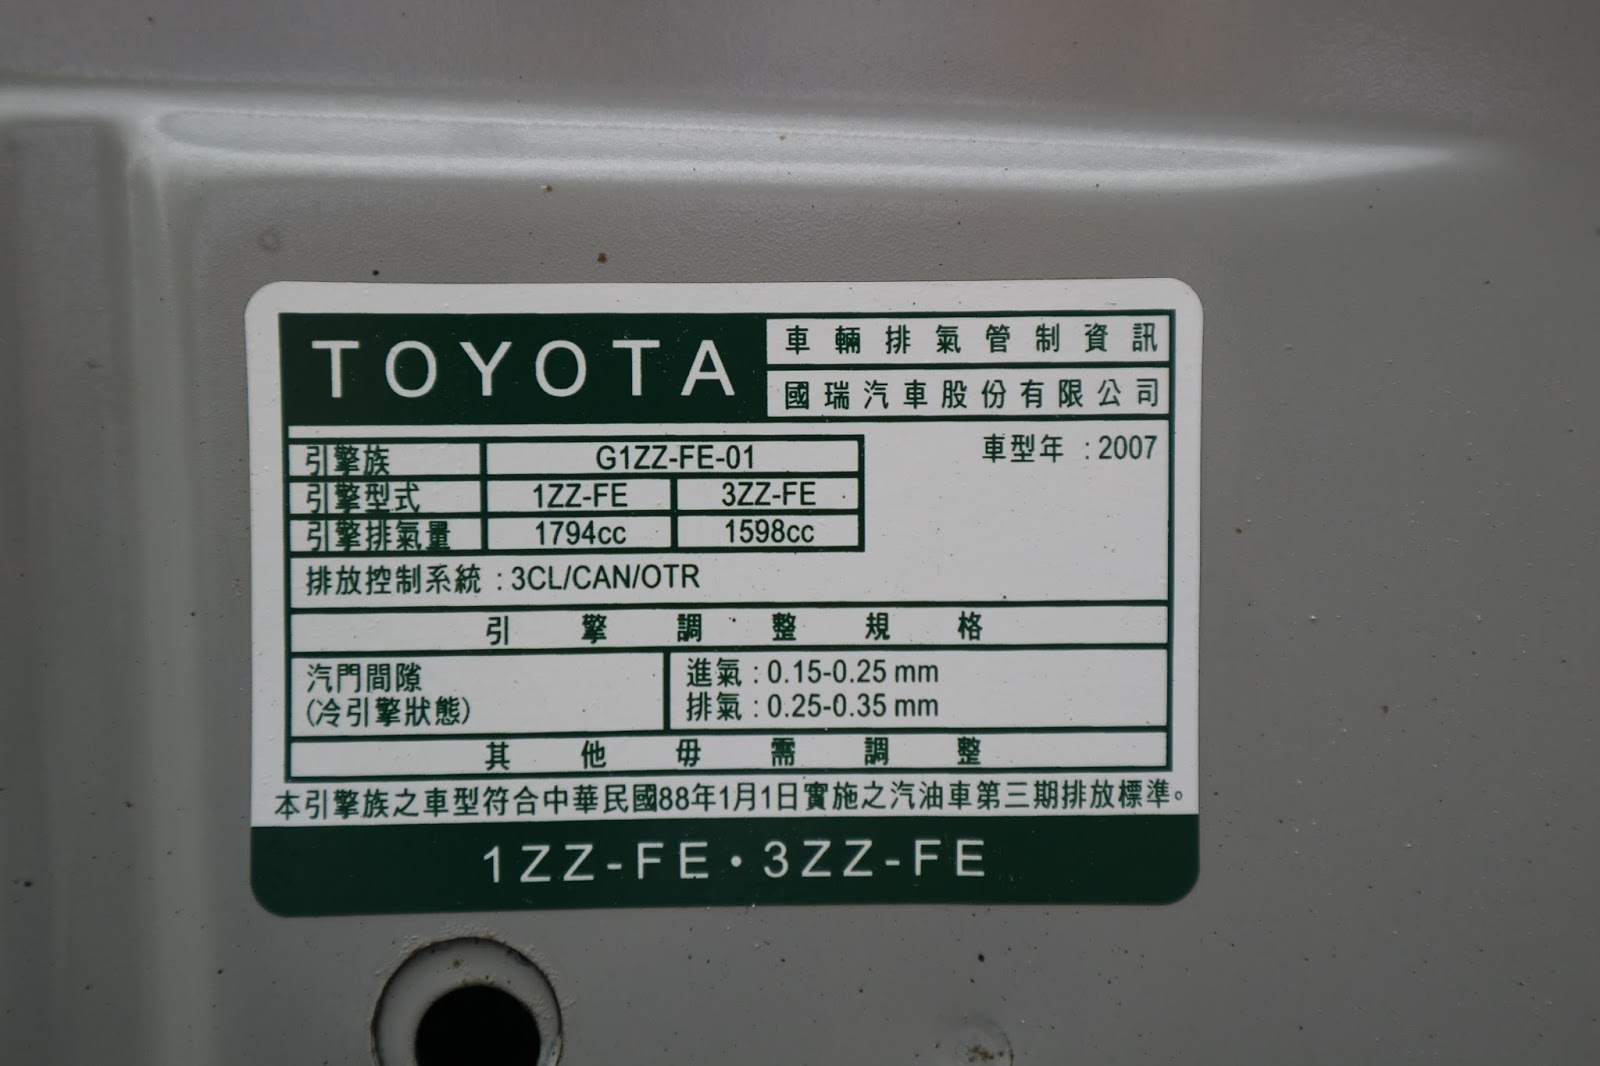 TOYOTA
車輛排氣管制資訊
國瑞汽車股份有限公司
車型年 : 2007
引擎族 G1ZZ-FE-01
引擎型式 1ZZ-FE 3ZZ-FE
引擎排氣量 1794cc 1598cc
排放控制系統 : 3CL/CAN/OTR
引擎調整規格
汽門間隙
(冷引擎狀態)
進氣 : 0.15-0.25 mm
排氣 : 0.25-0.35 mm
其他毋需調整
本引擎族之車型符合中華民國88年1月1日實施之汽油車第三期排放標準。
1ZZ-FE・3ZZ-FE